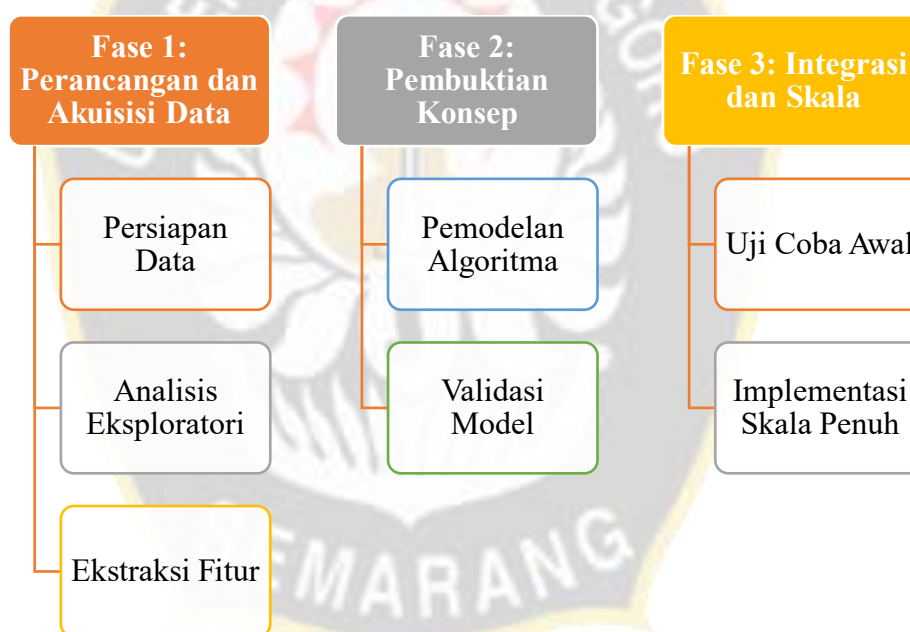 Fase 1:
Perancangan dan
Akuisisi Data
Persiapan
Data
Analisis
Eksploratori
Ekstraksi Fitur
Fase 2:
Pembuktian
Konsep
Pemodelan
Algoritma
Validasi
Model
Fase 3: Integrasi
dan Skala
Uji Coba Awal
Implementasi
Skala Penuh
SEMARANG